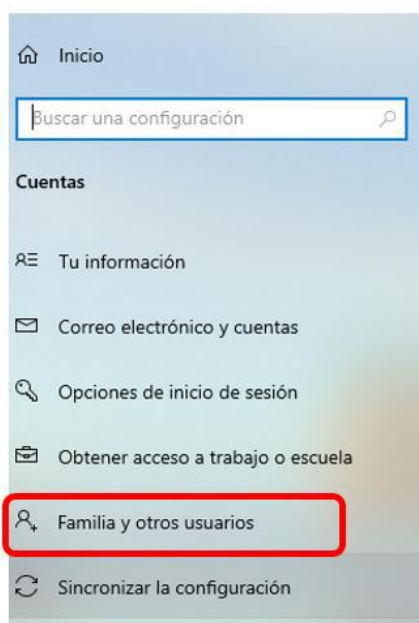 Inicio
Buscar una configuración
Cuentas
Tu información
Correo electrónico y cuentas
Opciones de inicio de sesión
Obtener acceso a trabajo o escuela
Familia y otros usuarios
Sincronizar la configuración